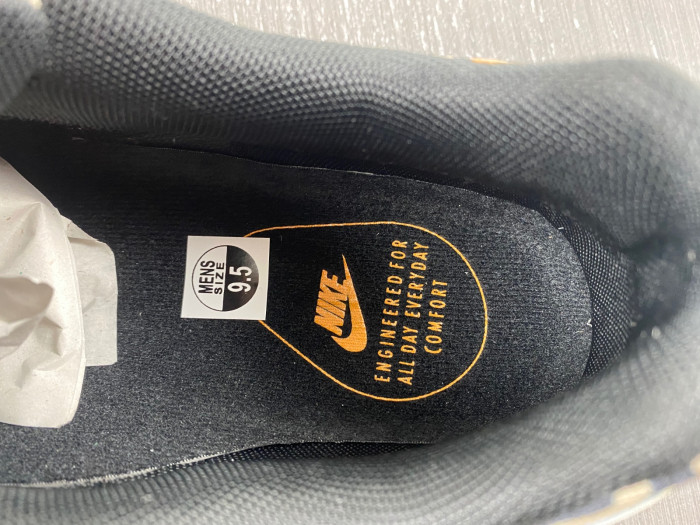 MENS
SIZE
9.5
NIKE
ENGINEERED FOR
ALL DAY EVERYDAY
COMFORT